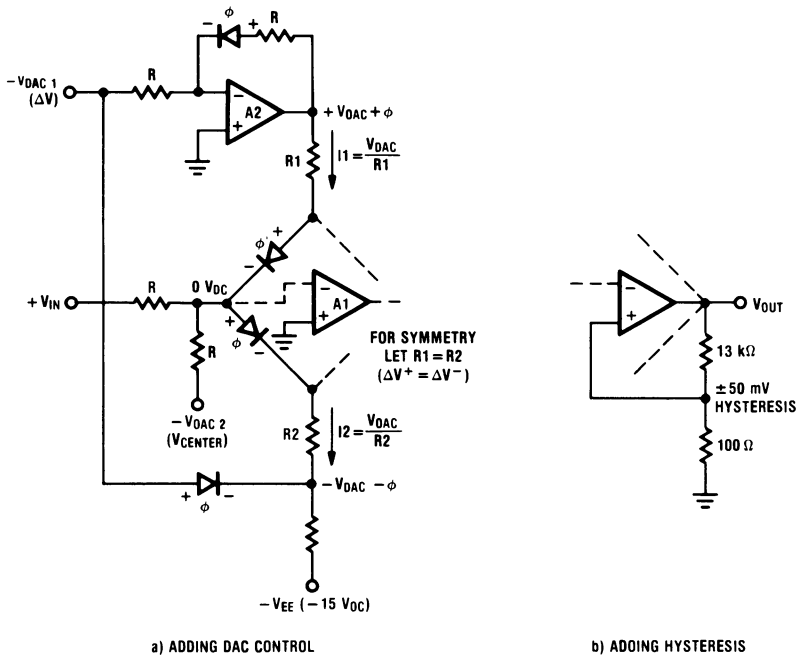 - φ + R
-VDAC 1
(ΔV)
R
-
+
A2
+ VDAC + φ
R1
I1 = VDAC
R1
φ +
-
0 VDC
+ VIN
R
+
φ
-
-
+
A1
R
FOR SYMMETRY
LET R1 = R2
(ΔV+ = ΔV-)
-VDAC 2
(VCENTER)
R2
I2 = VDAC
R2
+ φ -
- VDAC - φ
-VEE (-15 VDC)
a) ADDING DAC CONTROL
-
+
VOUT
13 kΩ
±50 mV
HYSTERESIS
100 Ω
b) ADDING HYSTERESIS